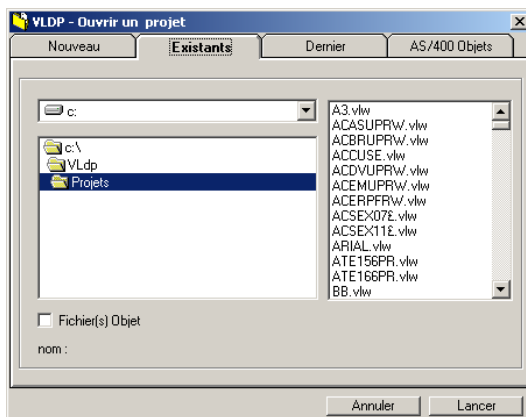 VLDP - Ouvrir un projet
Nouveau
Existants
Dernier
AS/400 Objets
c:
c:\
VLdp
Projets
A3.vlw
ACASUPRW.vlw
ACBRUPRW.vlw
ACCUSE.vlw
ACDVUPRW.vlw
ACEMUPRW.vlw
ACERPFRW.vlw
ACSEX07£.vlw
ACSEX11£.vlw
ARIAL.vlw
ATE156PR.vlw
ATE166PR.vlw
BB.vlw
Fichier(s) Objet
nom :
Annuler
Lancer